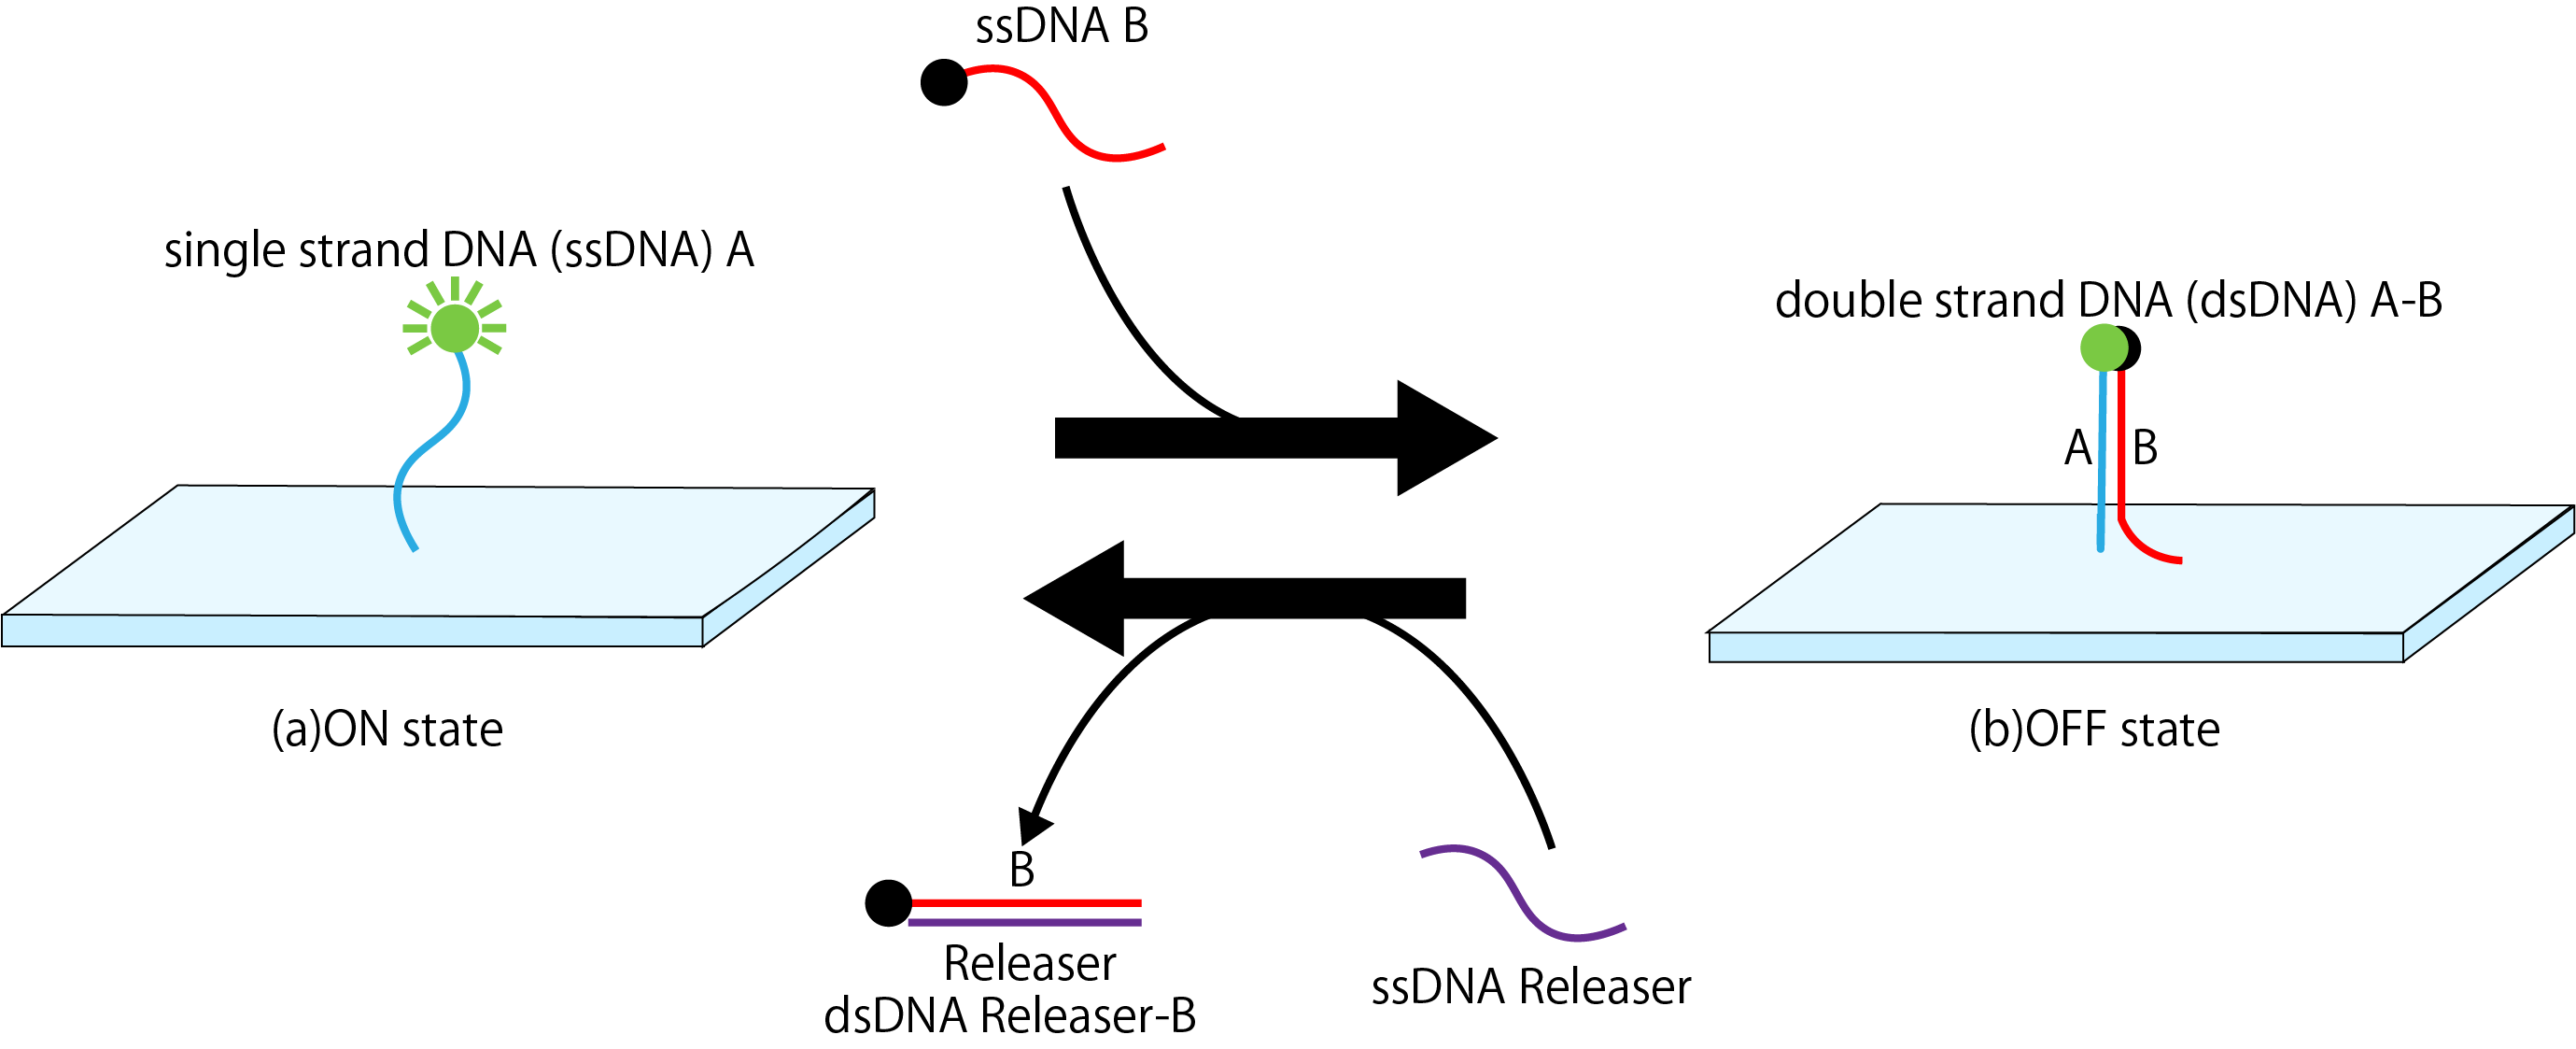 ssDNA B
single strand DNA (ssDNA) A
double strand DNA (dsDNA) A-B
A
B
(a)ON state
(b)OFF state
B
Releaser
dsDNA Releaser-B
ssDNA Releaser